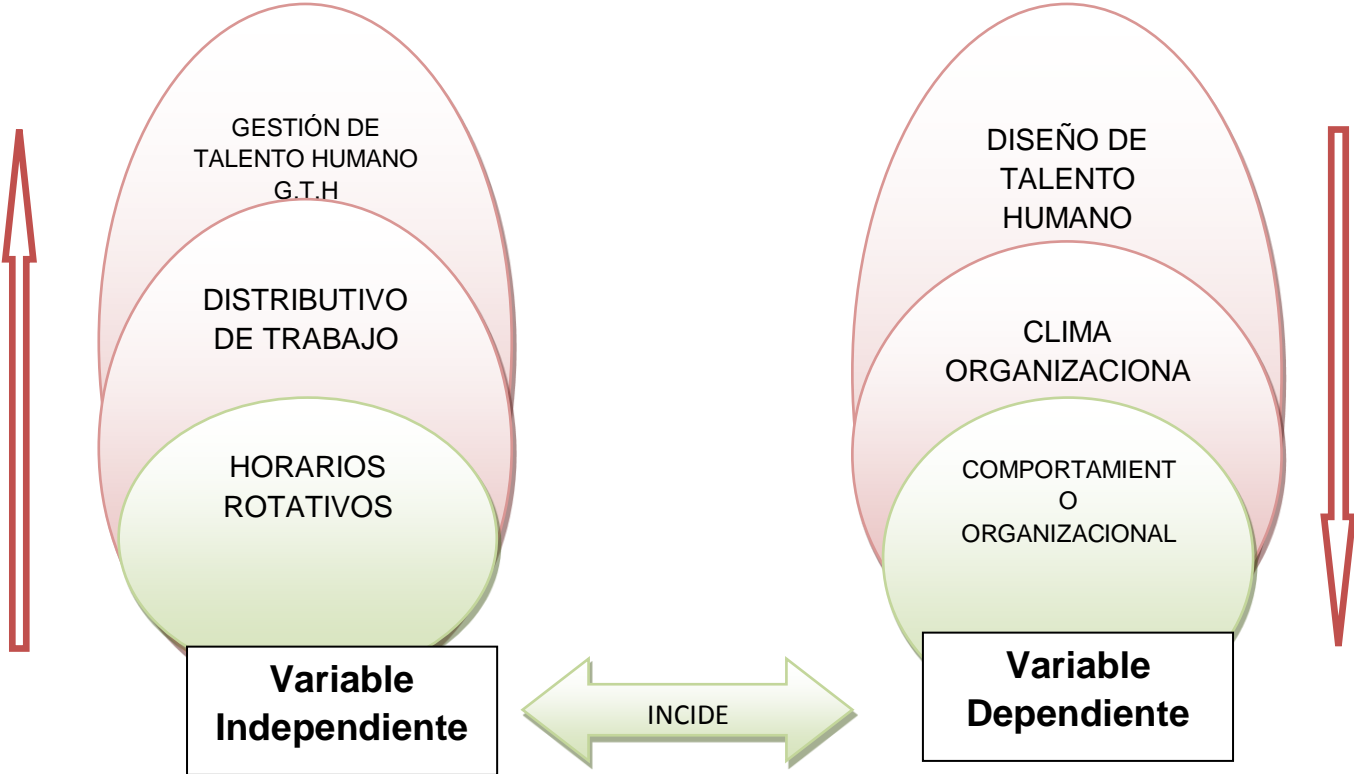 GESTIÓN DE
TALENTO HUMANO
G.T.H
DISTRIBUTIVO
DE TRABAJO
HORARIOS
ROTATIVOS
Variable
Independiente
INCIDE
DISEÑO DE
TALENTO
HUMANO
CLIMA
ORGANIZACIONA
COMPORTAMIENT
O
ORGANIZACIONAL
Variable
Dependiente